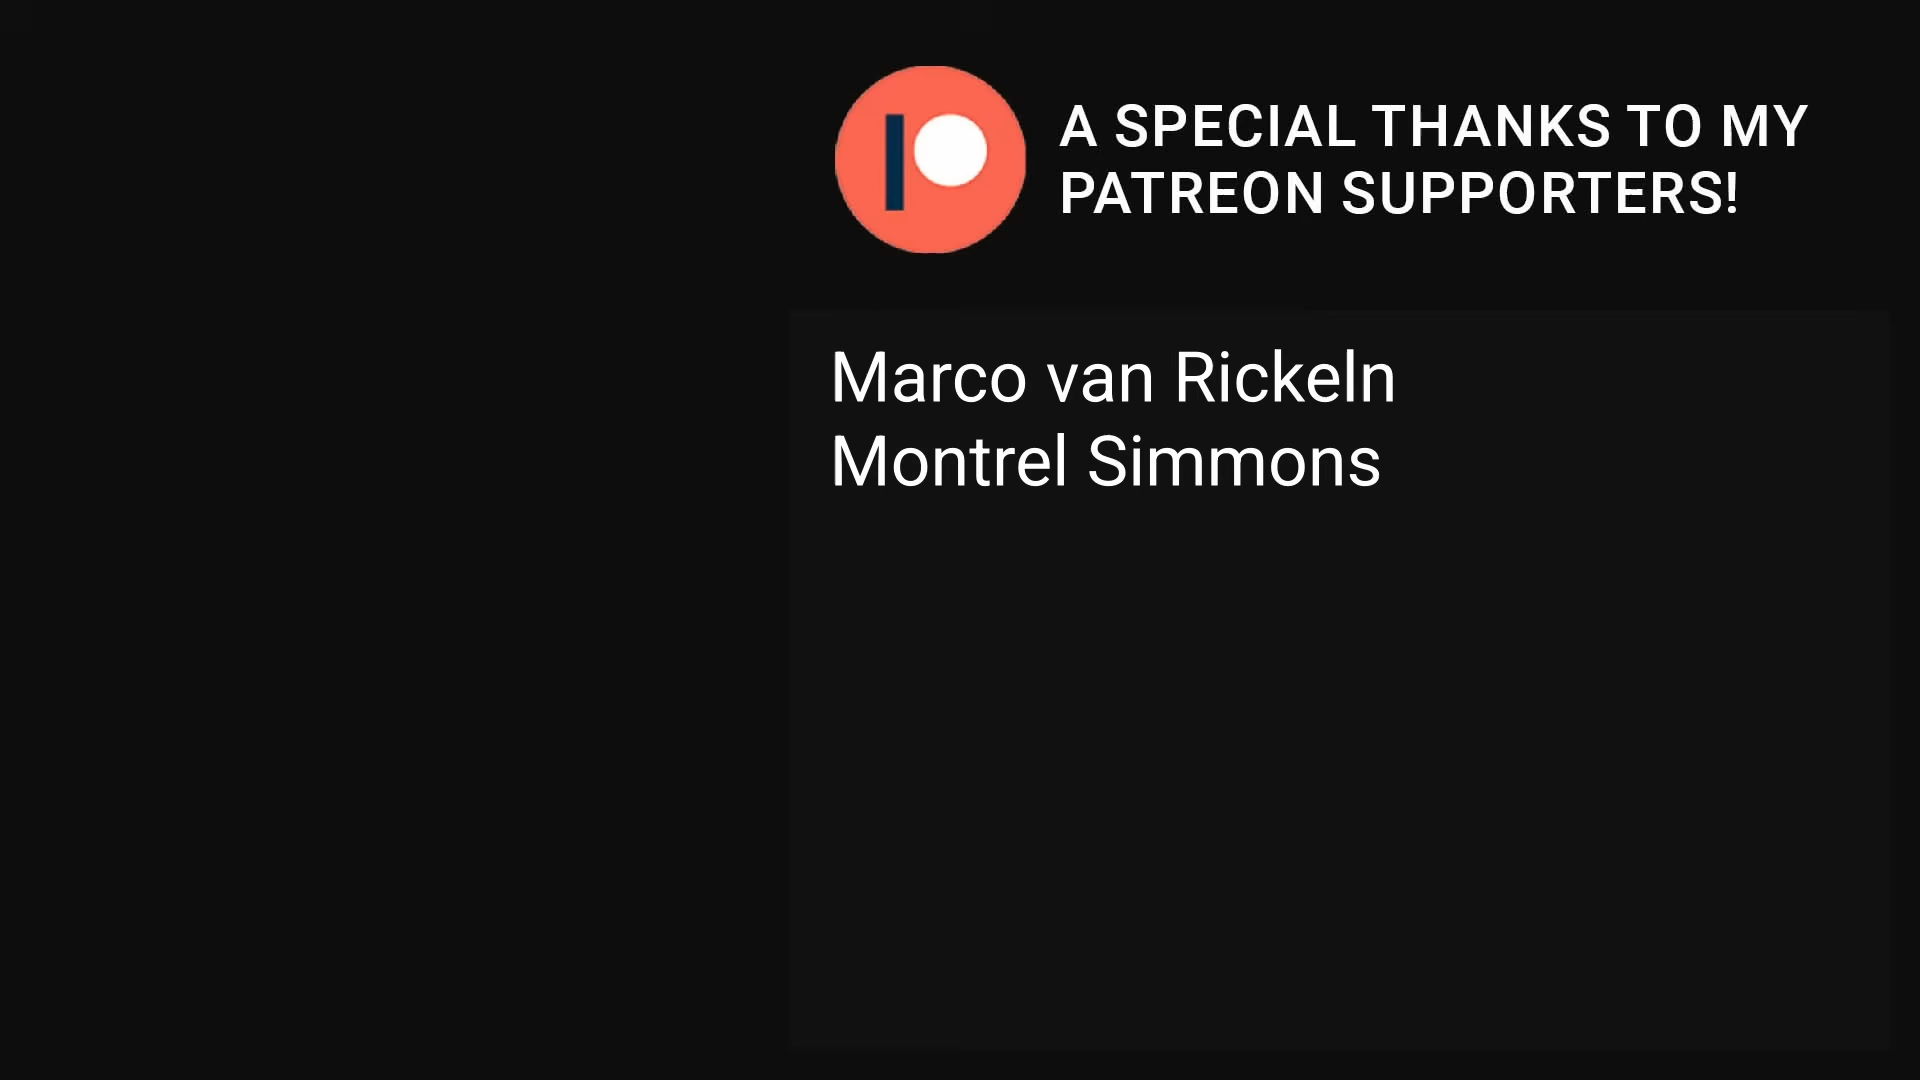 A SPECIAL THANKS TO MY
PATREON SUPPORTERS!
Marco van Rickeln
Montrel Simmons